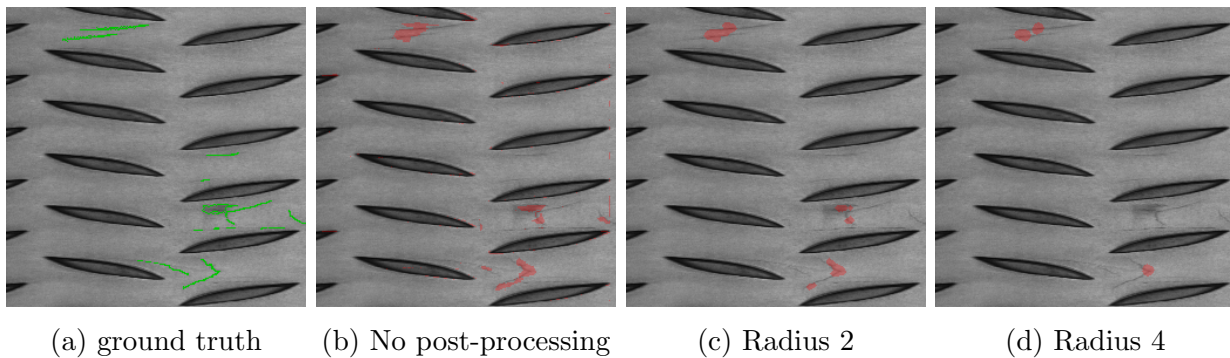 (a) ground truth
(b) No post-processing
(c) Radius 2
(d) Radius 4